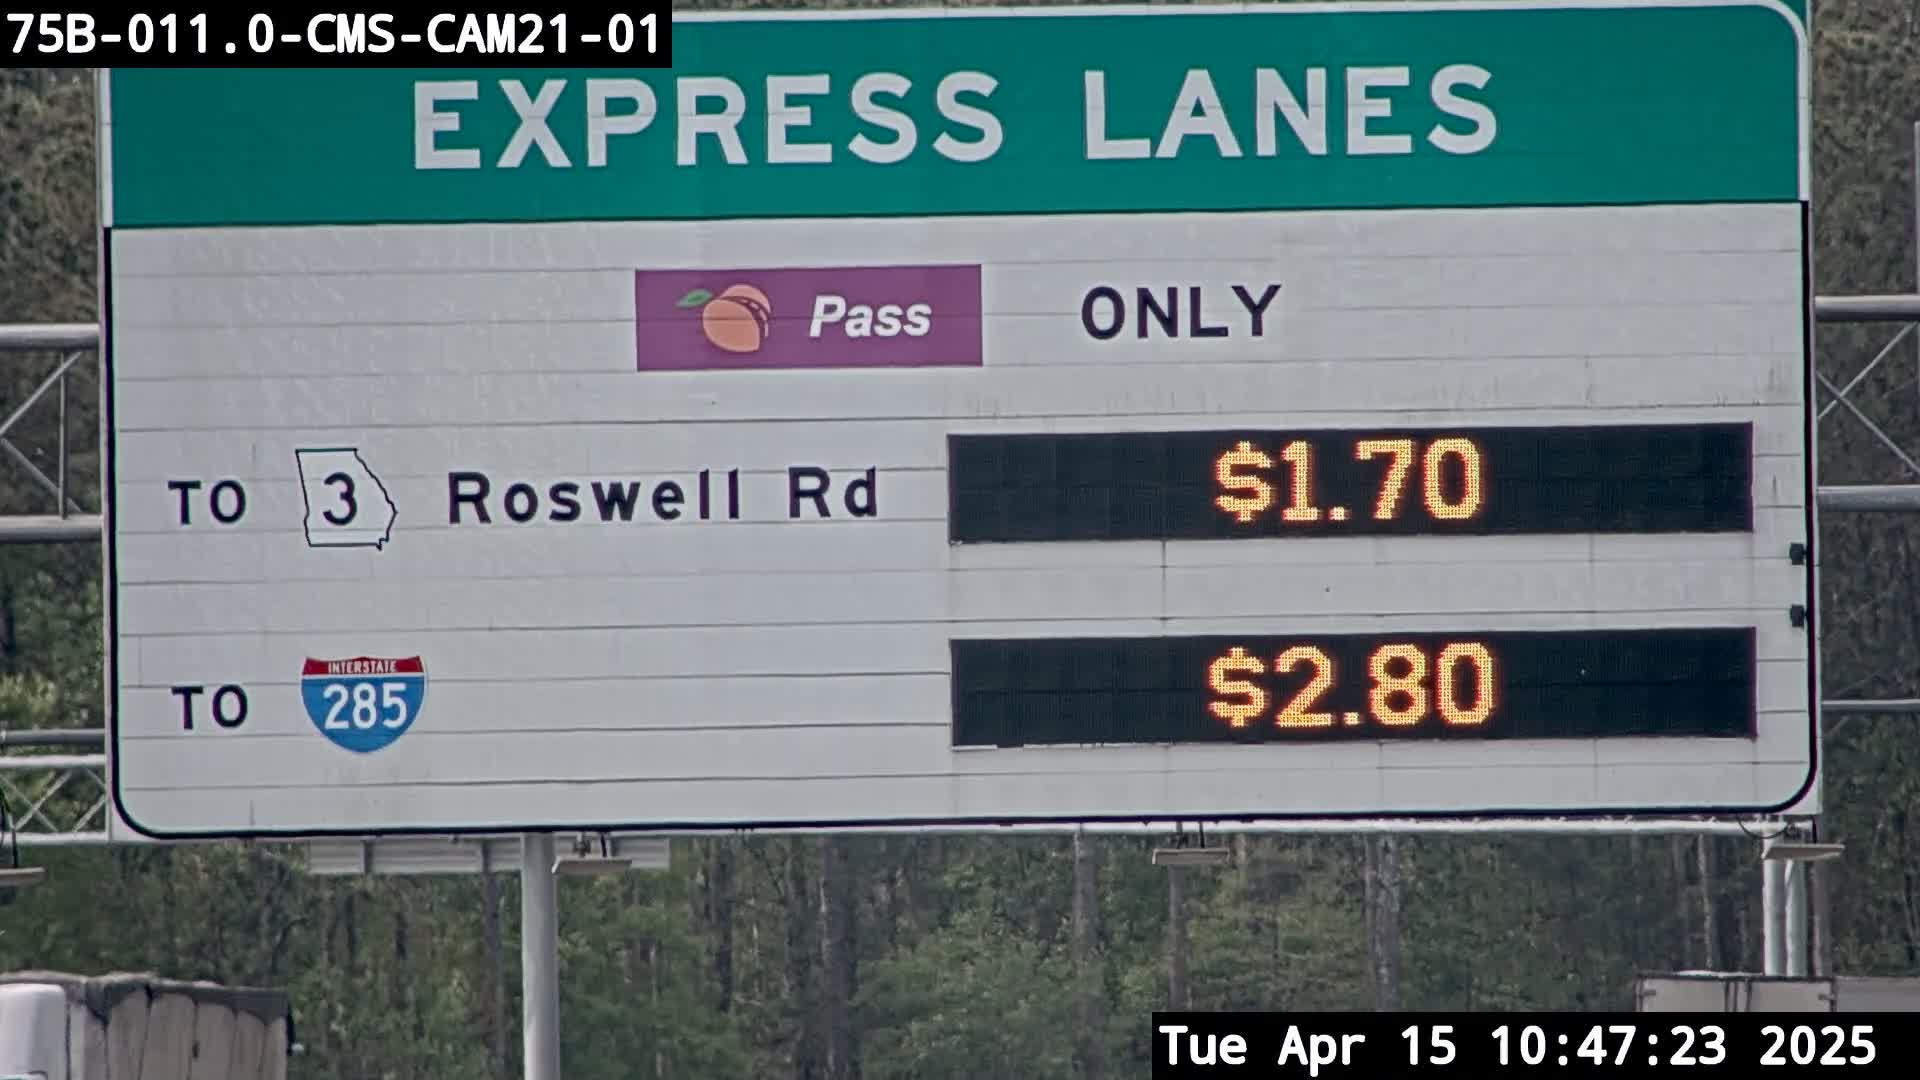 75B-011.0-CMS-CAM21-01
EXPRESS LANES
Pass ONLY
TO 3 Roswell Rd $1.70
INTERSTATE
TO 285 $2.80
Tue Apr 15 10:47:23 2025